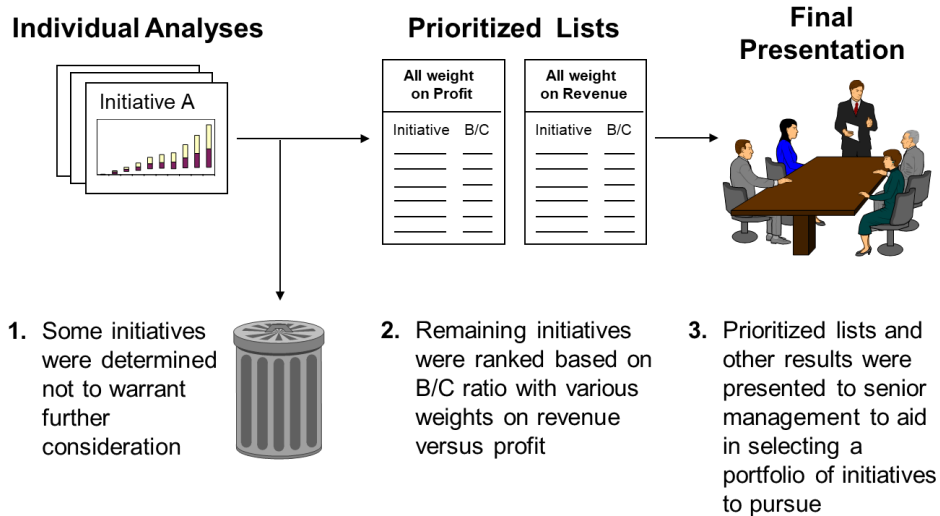 Individual Analyses
Prioritized Lists
Final
Presentation
Initiative A
All weight
on Profit
Initiative B/C
All weight
on Revenue
Initiative B/C
1. Some initiatives
were determined
not to warrant
further
consideration
2. Remaining initiatives
were ranked based on
B/C ratio with various
weights on revenue
versus profit
3. Prioritized lists and
other results were
presented to senior
management to aid
in selecting a
portfolio of initiatives
to pursue